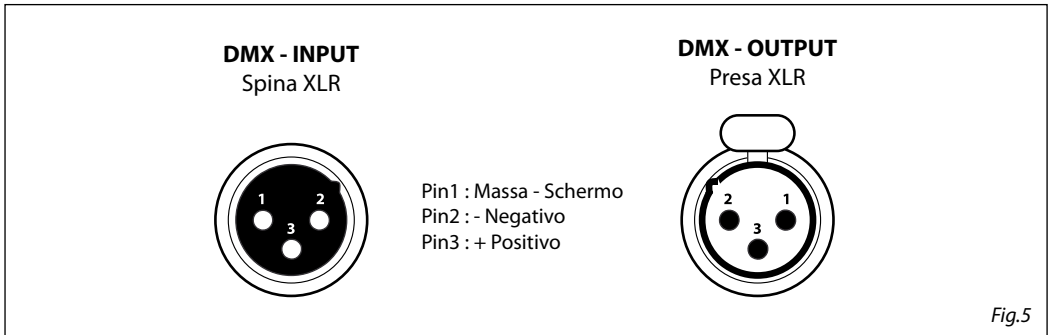 DMX - INPUT
Spina XLR
1
2
3
Pin1 : Massa - Schermo
Pin2 : - Negativo
Pin3 : + Positivo
DMX - OUTPUT
Presa XLR
2
1
3
Fig.5